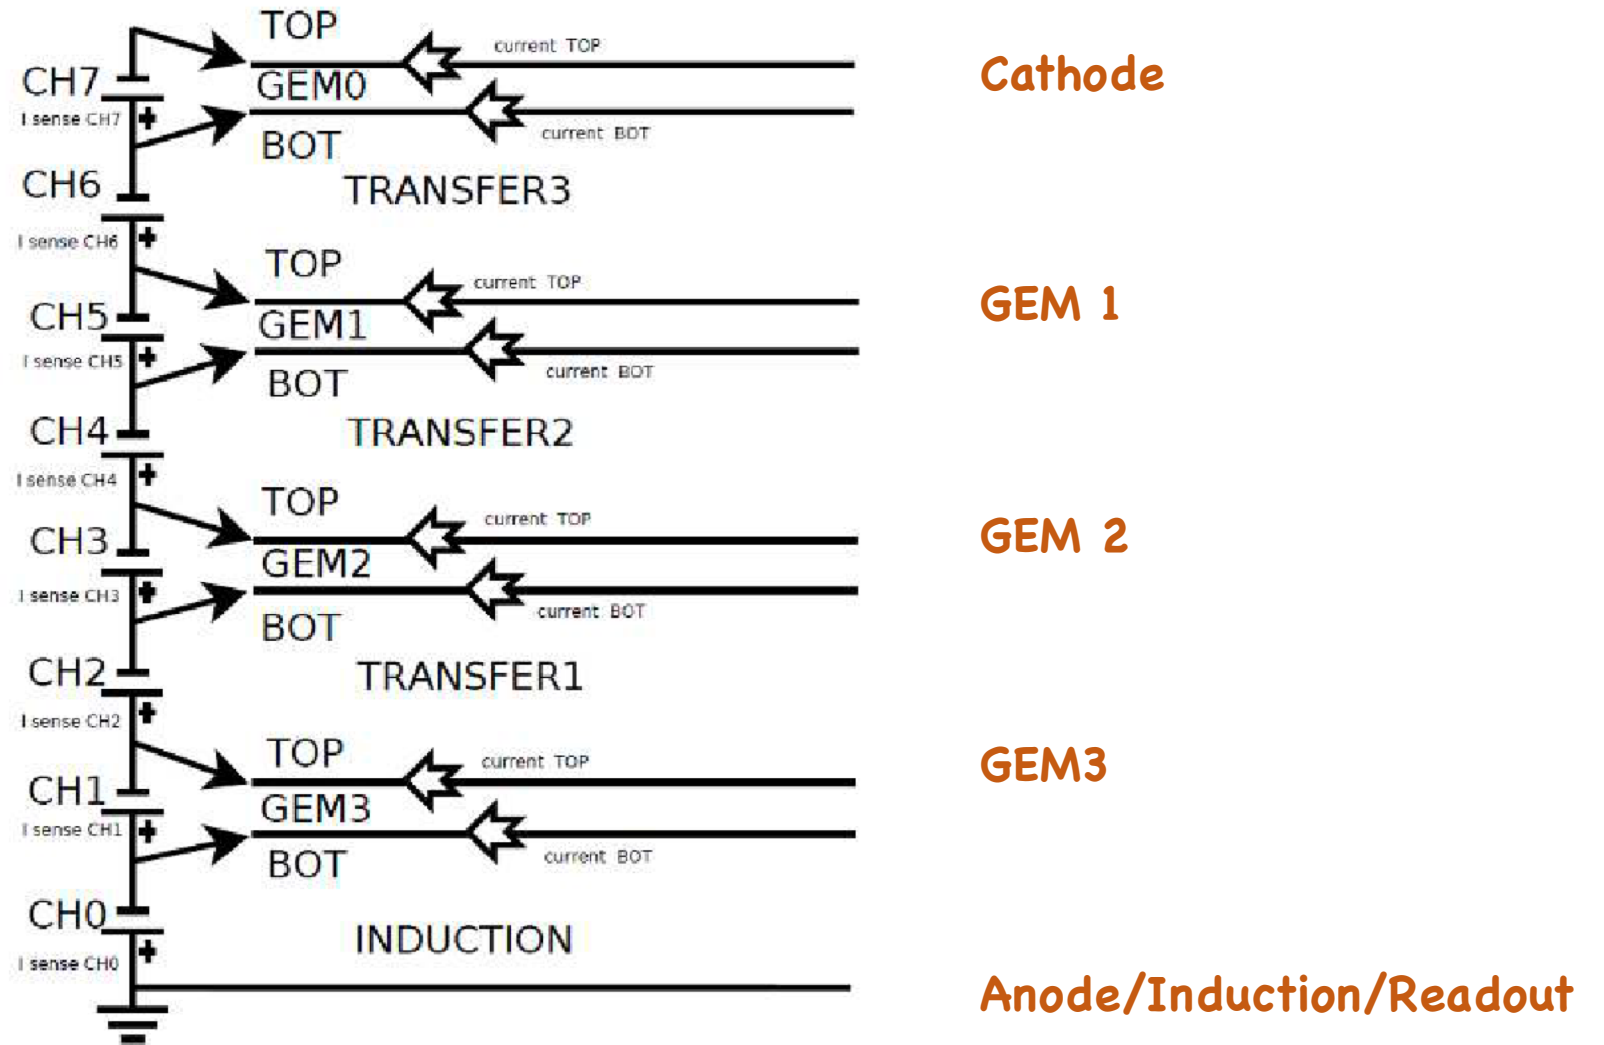 TOP
current TOP
CH7
GEM0
Cathode
I sense CH7
current BOT
BOT
CH6
TRANSFER3
I sense CH6
TOP
current TOP
CH5
GEM1
GEM 1
I sense CH5
current BOT
BOT
CH4
TRANSFER2
I sense CH4
TOP
current TOP
CH3
GEM2
GEM 2
I sense CH3
current BOT
BOT
CH2
TRANSFER1
I sense CH2
TOP
current TOP
CH1
GEM3
GEM3
I sense CH1
current BOT
BOT
CH0
INDUCTION
I sense CH0
Anode/Induction/Readout